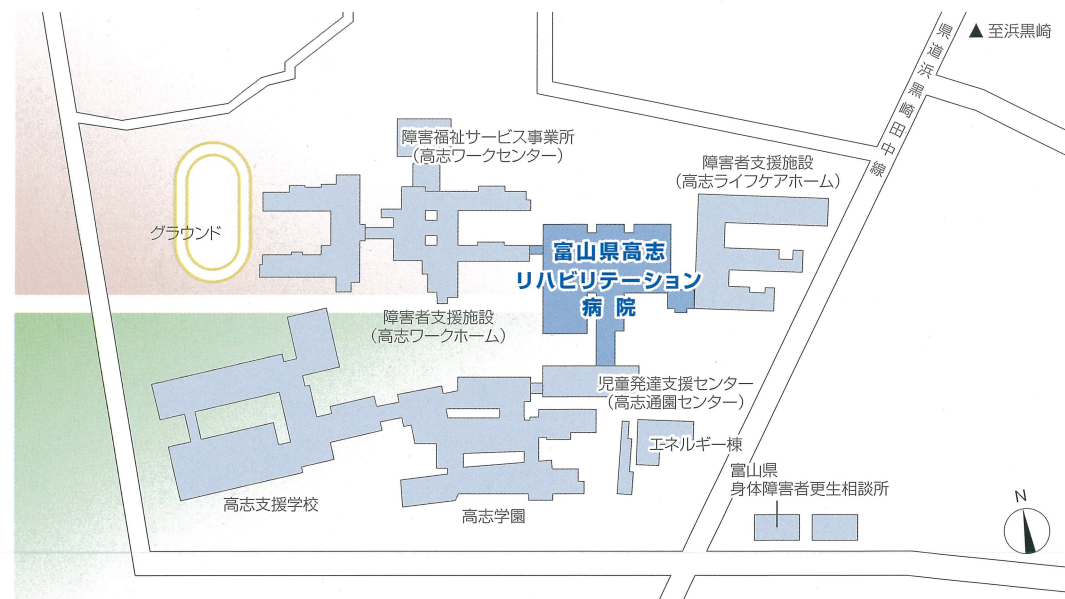 ▲ 至浜黒崎
県道浜黒崎田中線
障害福祉サービス事業所
（高志ワークセンター）
障害者支援施設
（高志ライフケアホーム）
グラウンド
富山県高志
リハビリテーション
病院
障害者支援施設
（高志ワークホーム）
児童発達支援センター
（高志通園センター）
エネルギー棟
富山県
身体障害者更生相談所
高志支援学校
高志学園
N